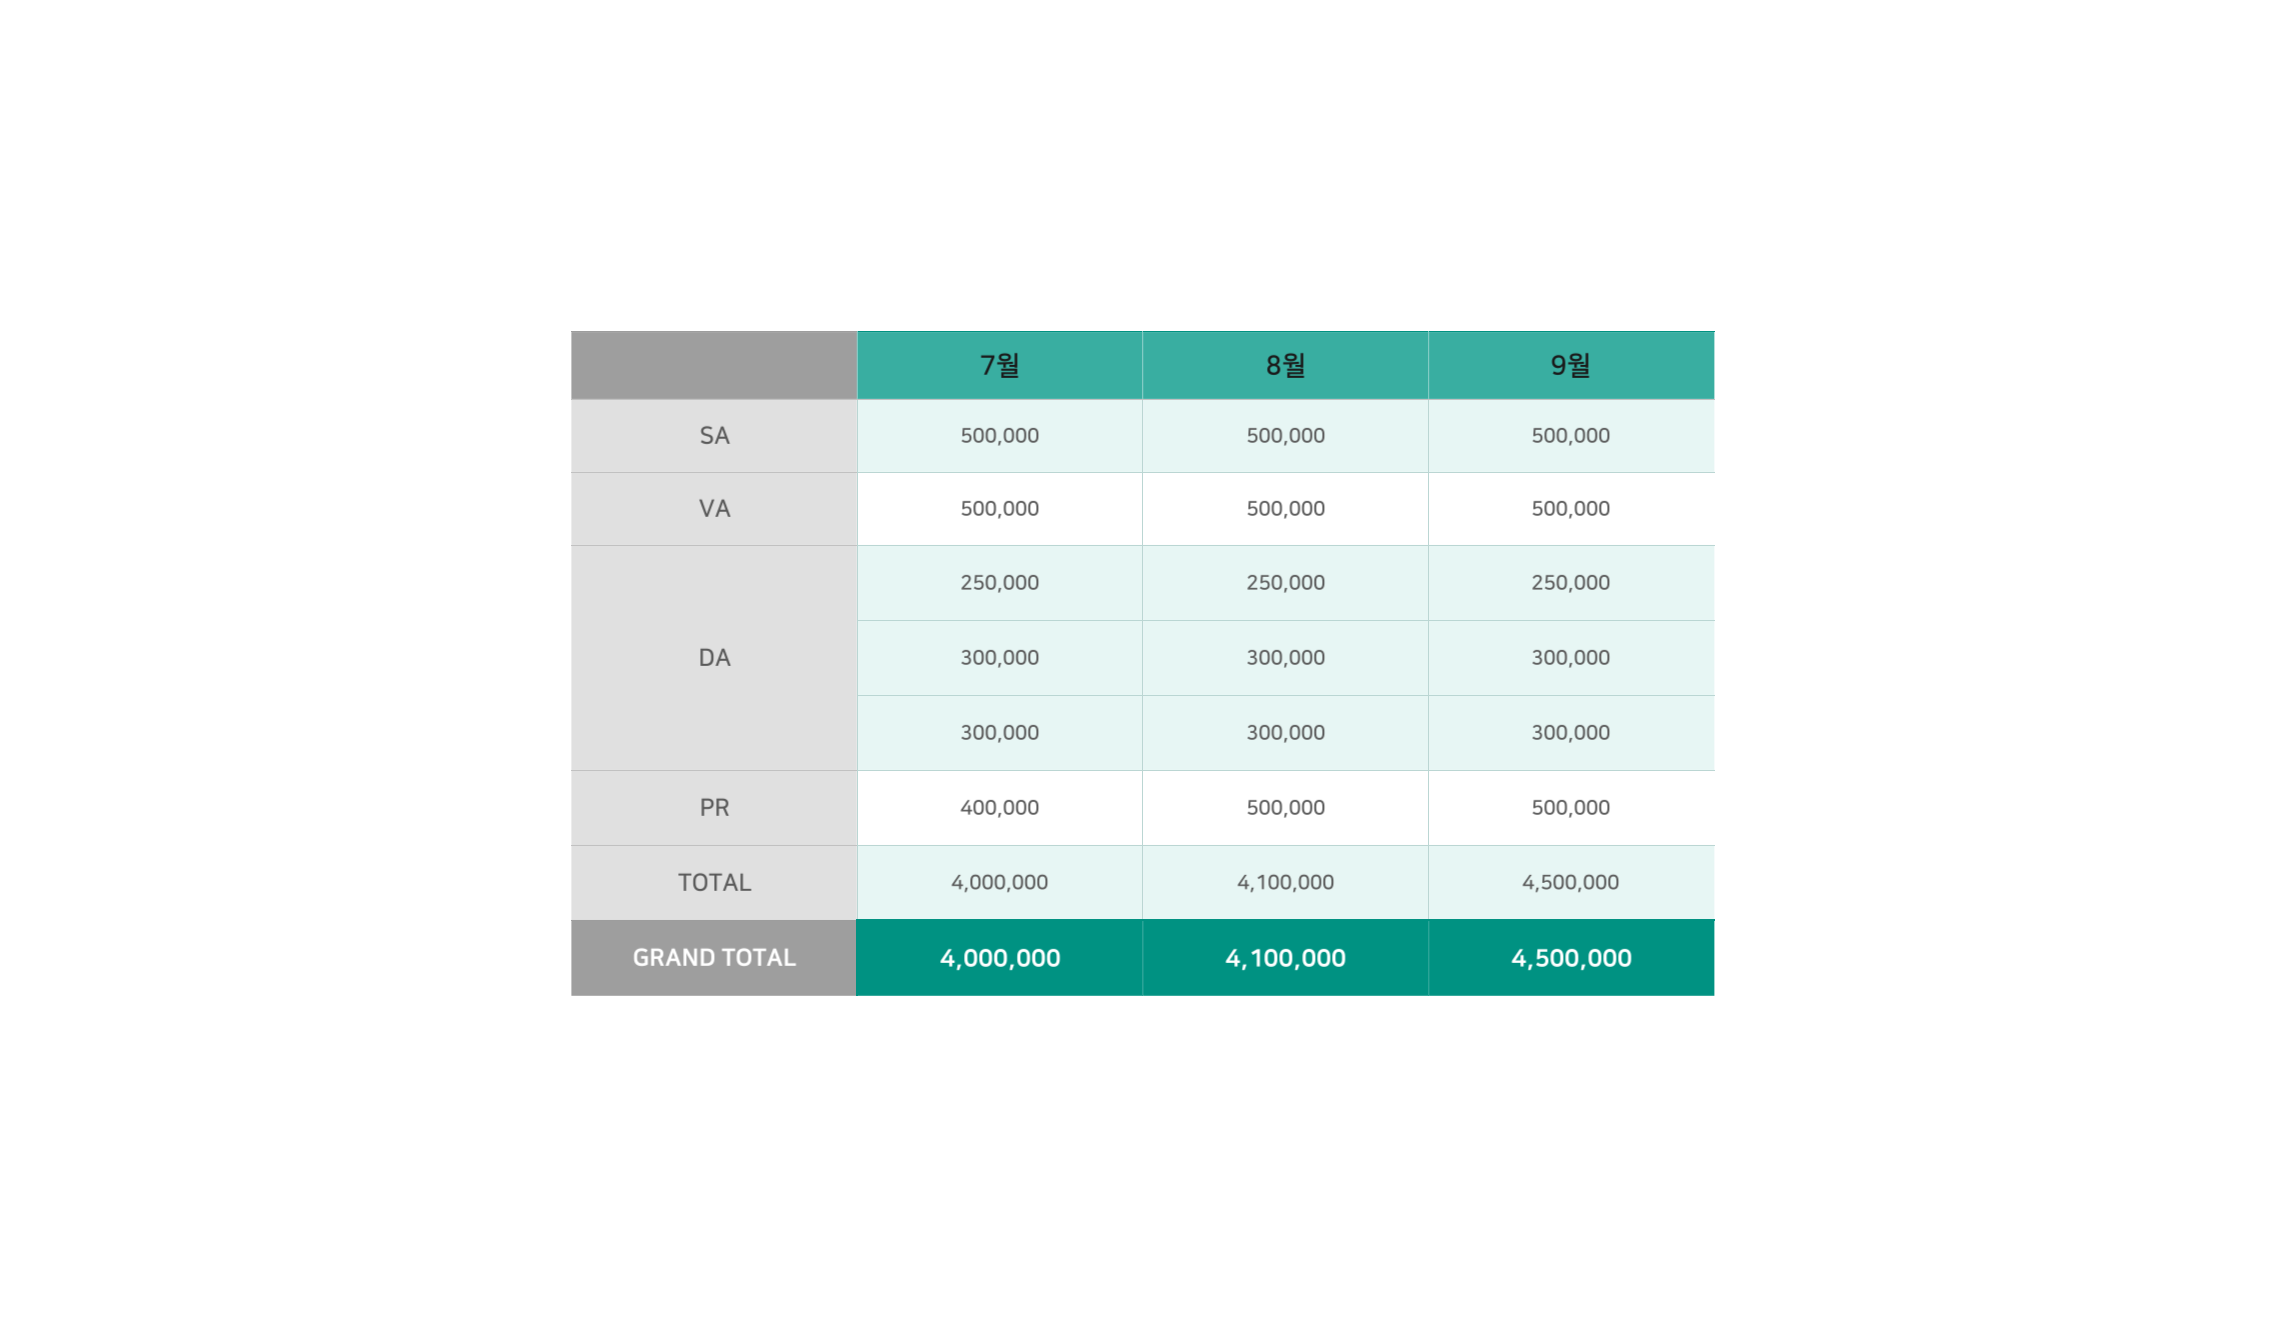 7월 8월 9월
SA 500,000 500,000 500,000
VA 500,000 500,000 500,000
DA 250,000 250,000 250,000
300,000 300,000 300,000
300,000 300,000 300,000
PR 400,000 500,000 500,000
TOTAL 4,000,000 4,100,000 4,500,000
GRAND TOTAL 4,000,000 4,100,000 4,500,000